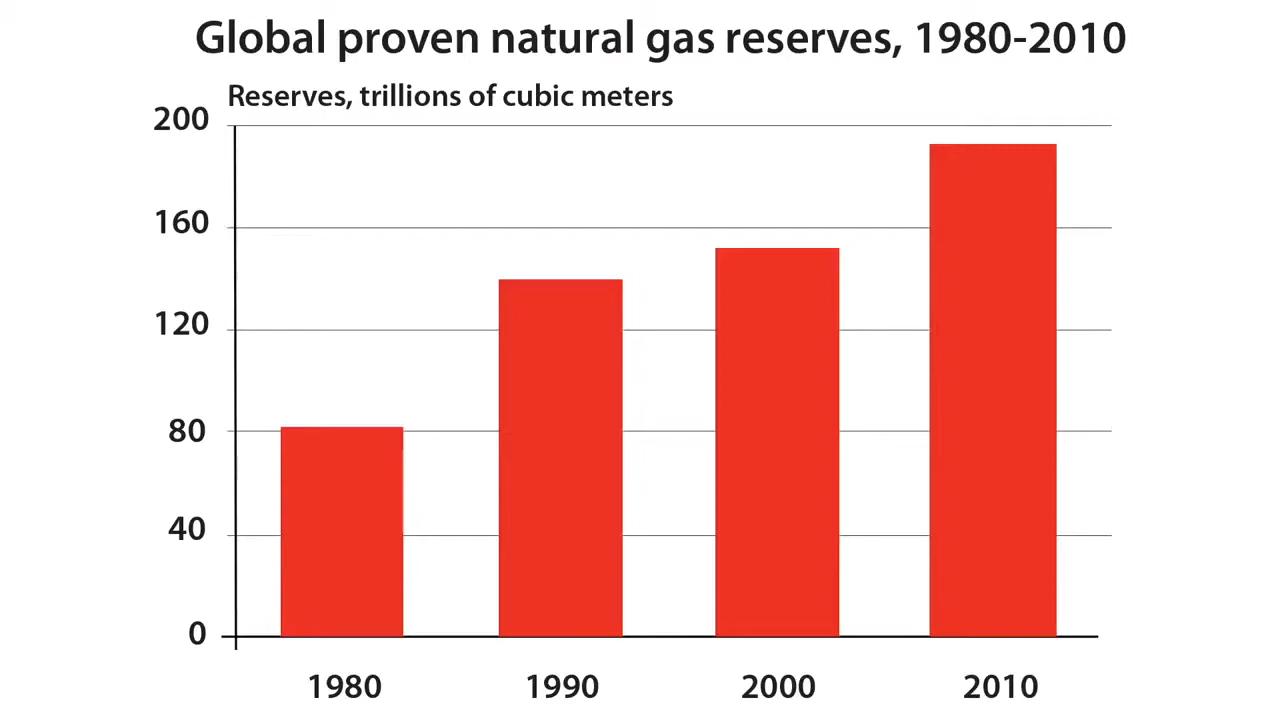 Global proven natural gas reserves, 1980-2010
Reserves, trillions of cubic meters
200
160
120
80
40
0
1980 1990 2000 2010